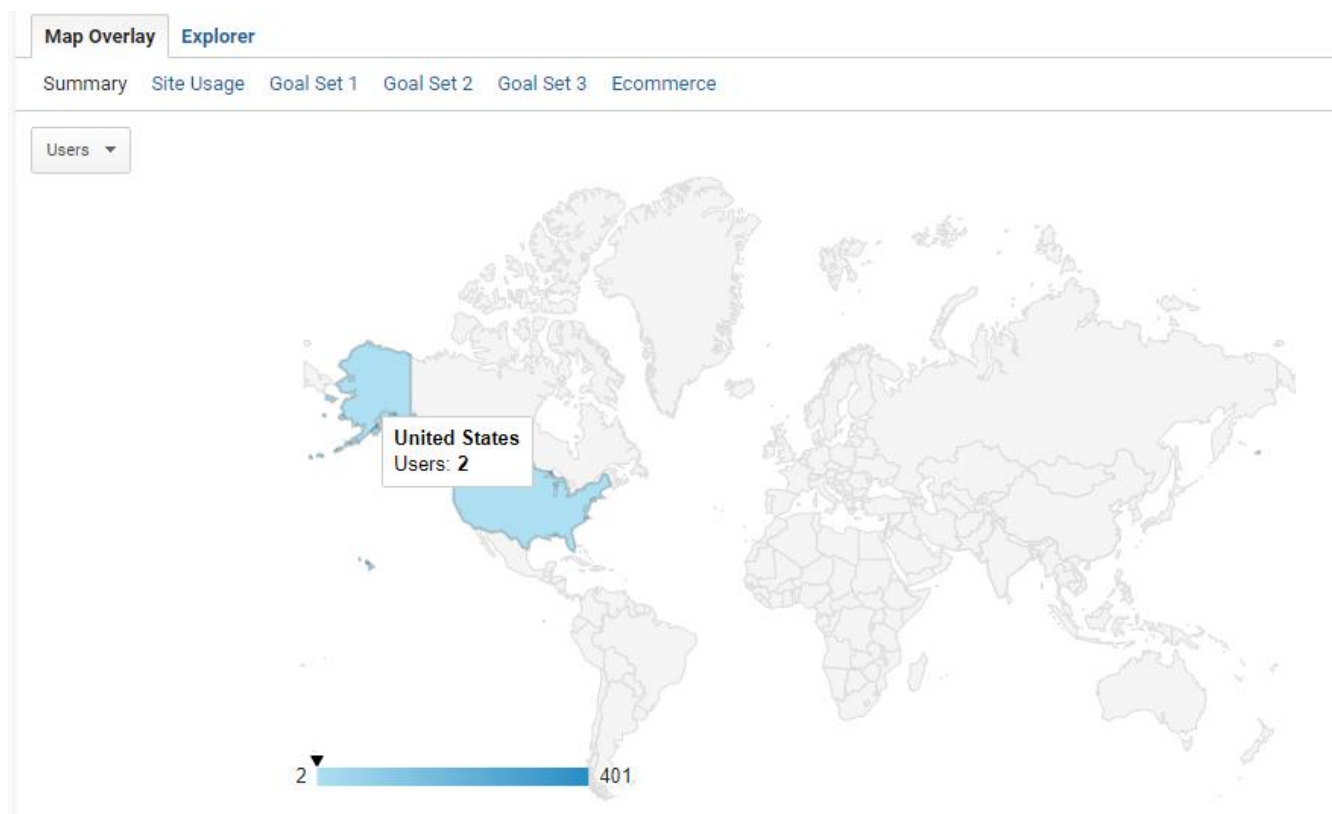 Map Overlay Explorer
Summary Site Usage Goal Set 1 Goal Set 2 Goal Set 3 Ecommerce
Users
United States
Users: 2
2 401